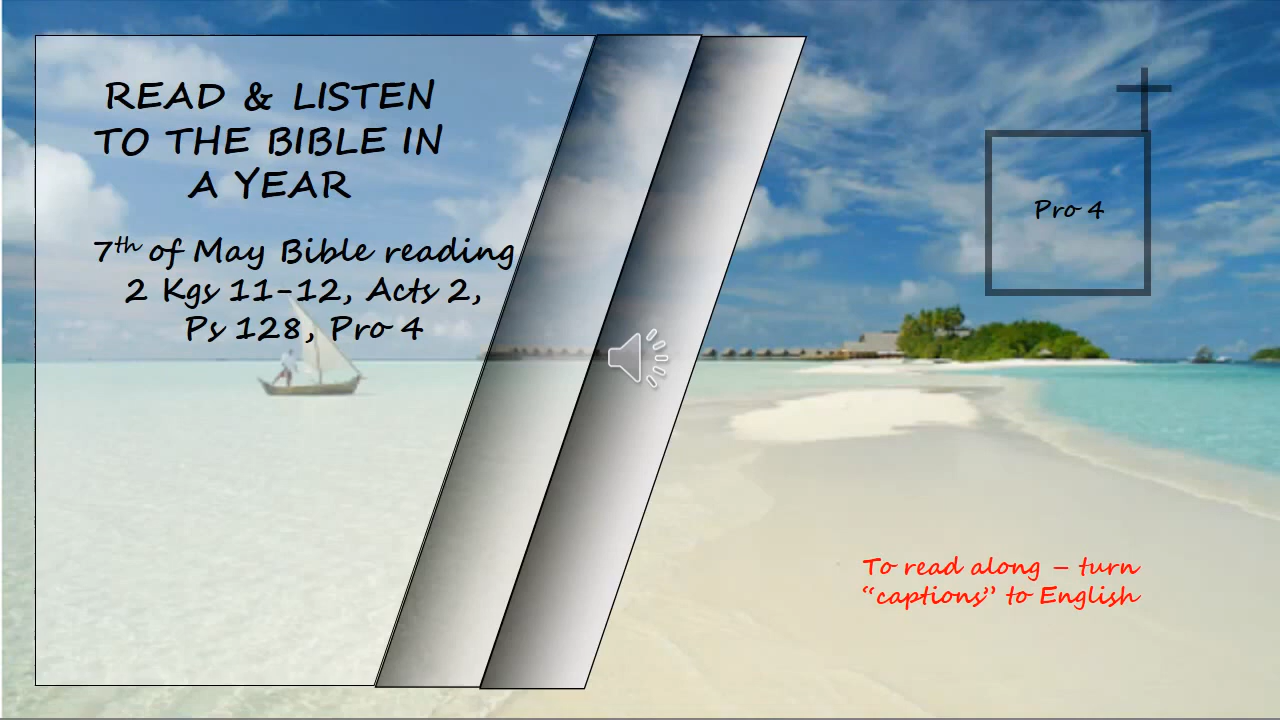 READ & LISTEN
TO THE BIBLE IN
A YEAR
7th of May Bible reading
2 Kgs 11-12, Acts 2,
Ps 128, Pro 4
Pro 4
To read along – turn
“captions” to English